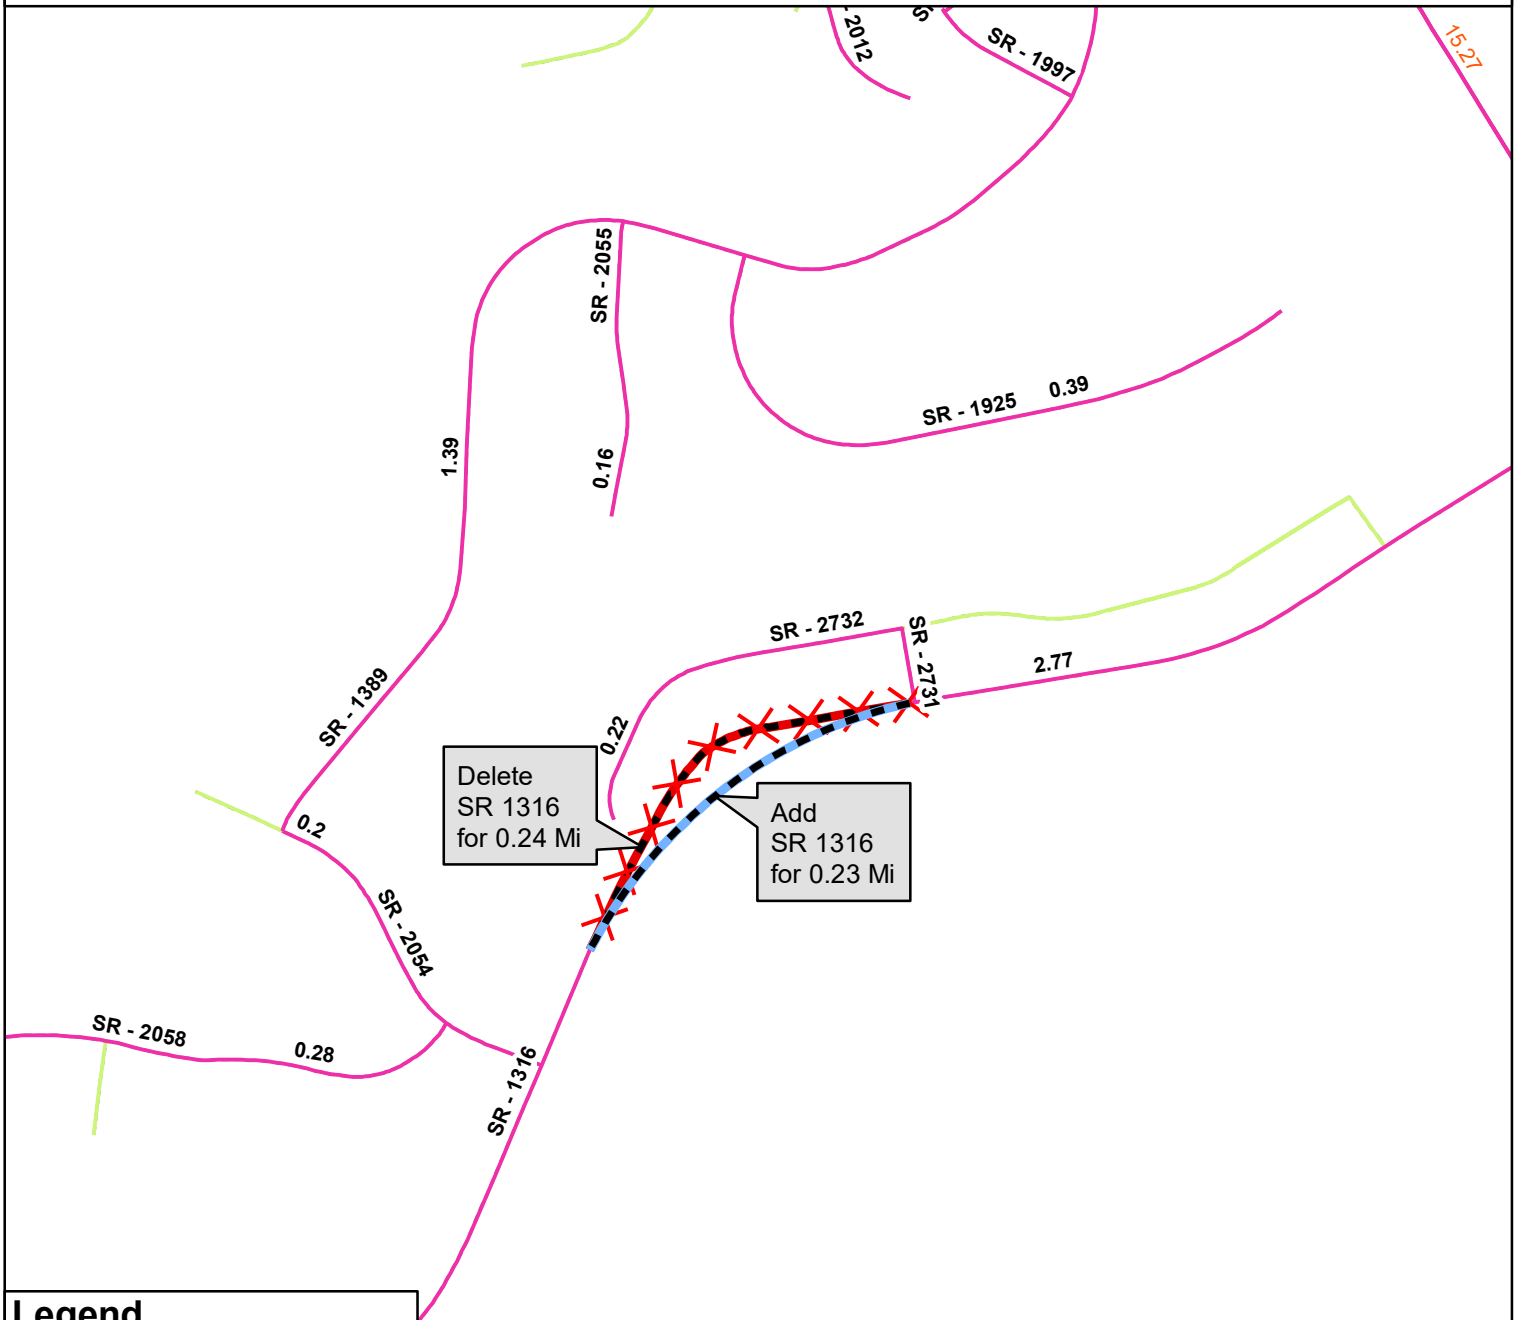 - 2012
SR - 1997
15.27
SR - 2055
0.39
SR - 1925
1.39
0.16
SR - 2732
SR - 2731
2.77
SR - 1389
0.22
Delete
SR 1316
for 0.24 Mi
Add
SR 1316
for 0.23 Mi
0.2
SR - 2054
SR - 2058
0.28
SR - 1316
Legend